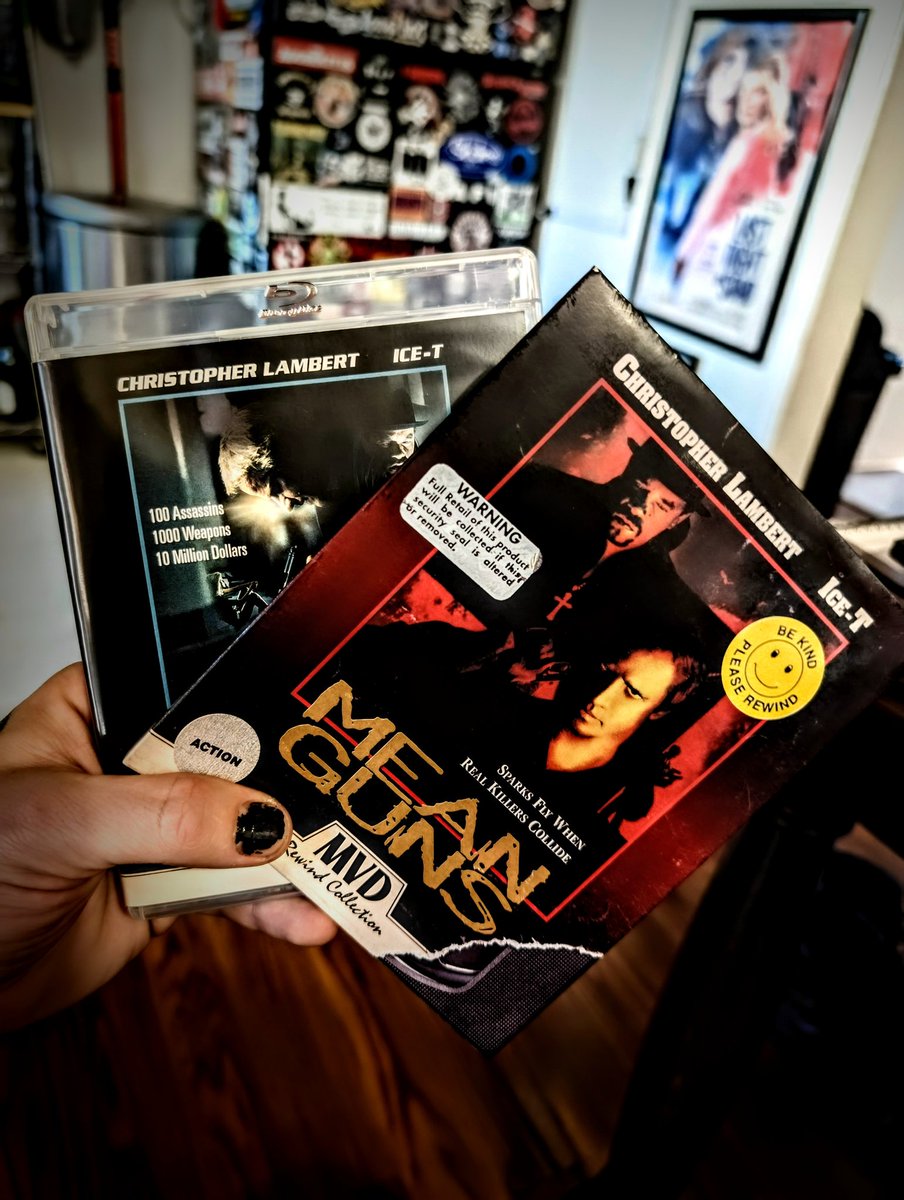 CHRISTOPHER LAMBERT ICE-T
100 Assassins
1000 Weapons
10 Million Dollars
CHRISTOPHER LAMBERT ICE-T
WARNING
Full Retail of this product
will be collected if this
security seal is altered
or removed.
BE KIND
PLEASE REWIND
ACTION
MEAN
GUNS
SPARKS FLY WHEN
REAL KILLERS COLLIDE
MVD
Rewind Collection
LAST
NIGHT